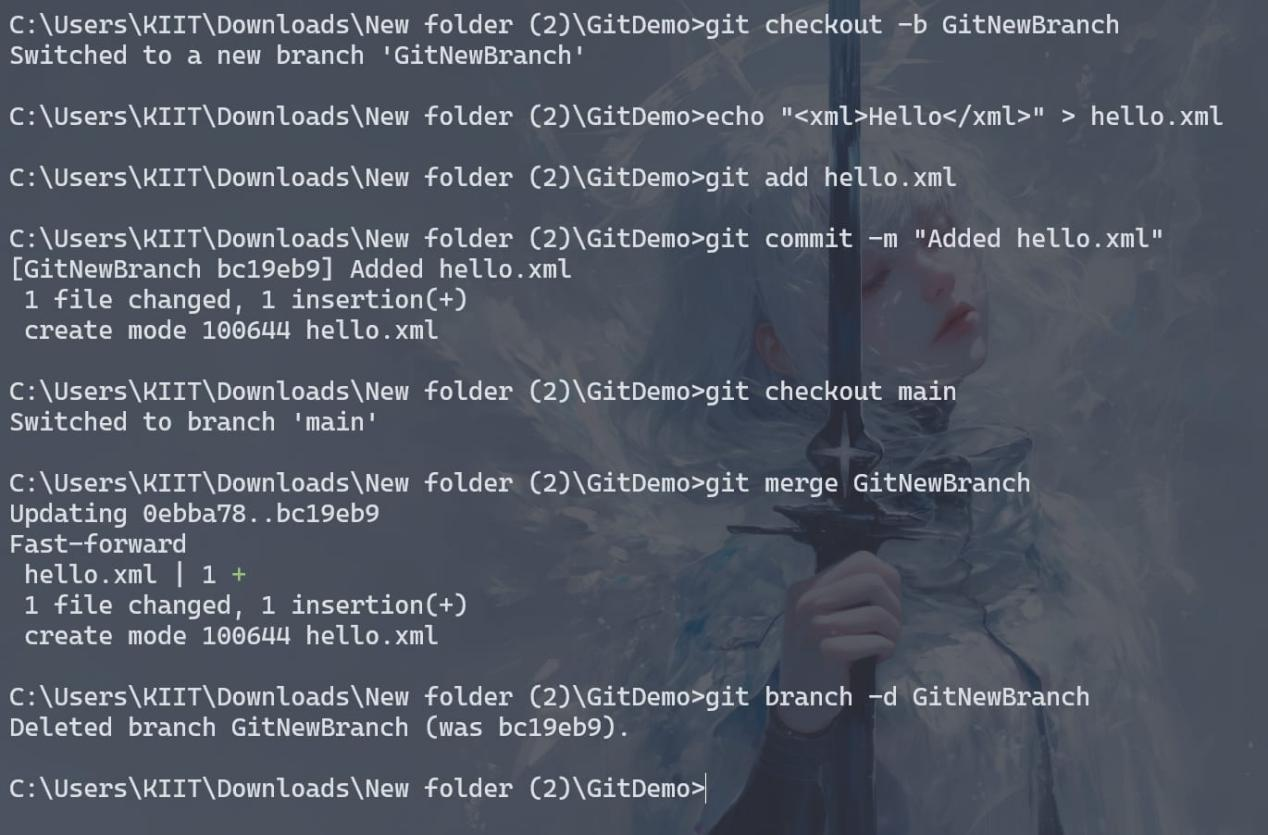 C:\Users\KIIT\Downloads\New folder (2)\GitDemo>git checkout -b GitNewBranch
Switched to a new branch 'GitNewBranch'
C:\Users\KIIT\Downloads\New folder (2)\GitDemo>echo "<xml>Hello</xml>" > hello.xml
C:\Users\KIIT\Downloads\New folder (2)\GitDemo>git add hello.xml
C:\Users\KIIT\Downloads\New folder (2)\GitDemo>git commit -m "Added hello.xml"
[GitNewBranch bc19eb9] Added hello.xml
 1 file changed, 1 insertion(+)
 create mode 100644 hello.xml
C:\Users\KIIT\Downloads\New folder (2)\GitDemo>git checkout main
Switched to branch 'main'
C:\Users\KIIT\Downloads\New folder (2)\GitDemo>git merge GitNewBranch
Updating 0ebba78..bc19eb9
Fast-forward
 hello.xml | 1 +
 1 file changed, 1 insertion(+)
 create mode 100644 hello.xml
C:\Users\KIIT\Downloads\New folder (2)\GitDemo>git branch -d GitNewBranch
Deleted branch GitNewBranch (was bc19eb9).
C:\Users\KIIT\Downloads\New folder (2)\GitDemo>